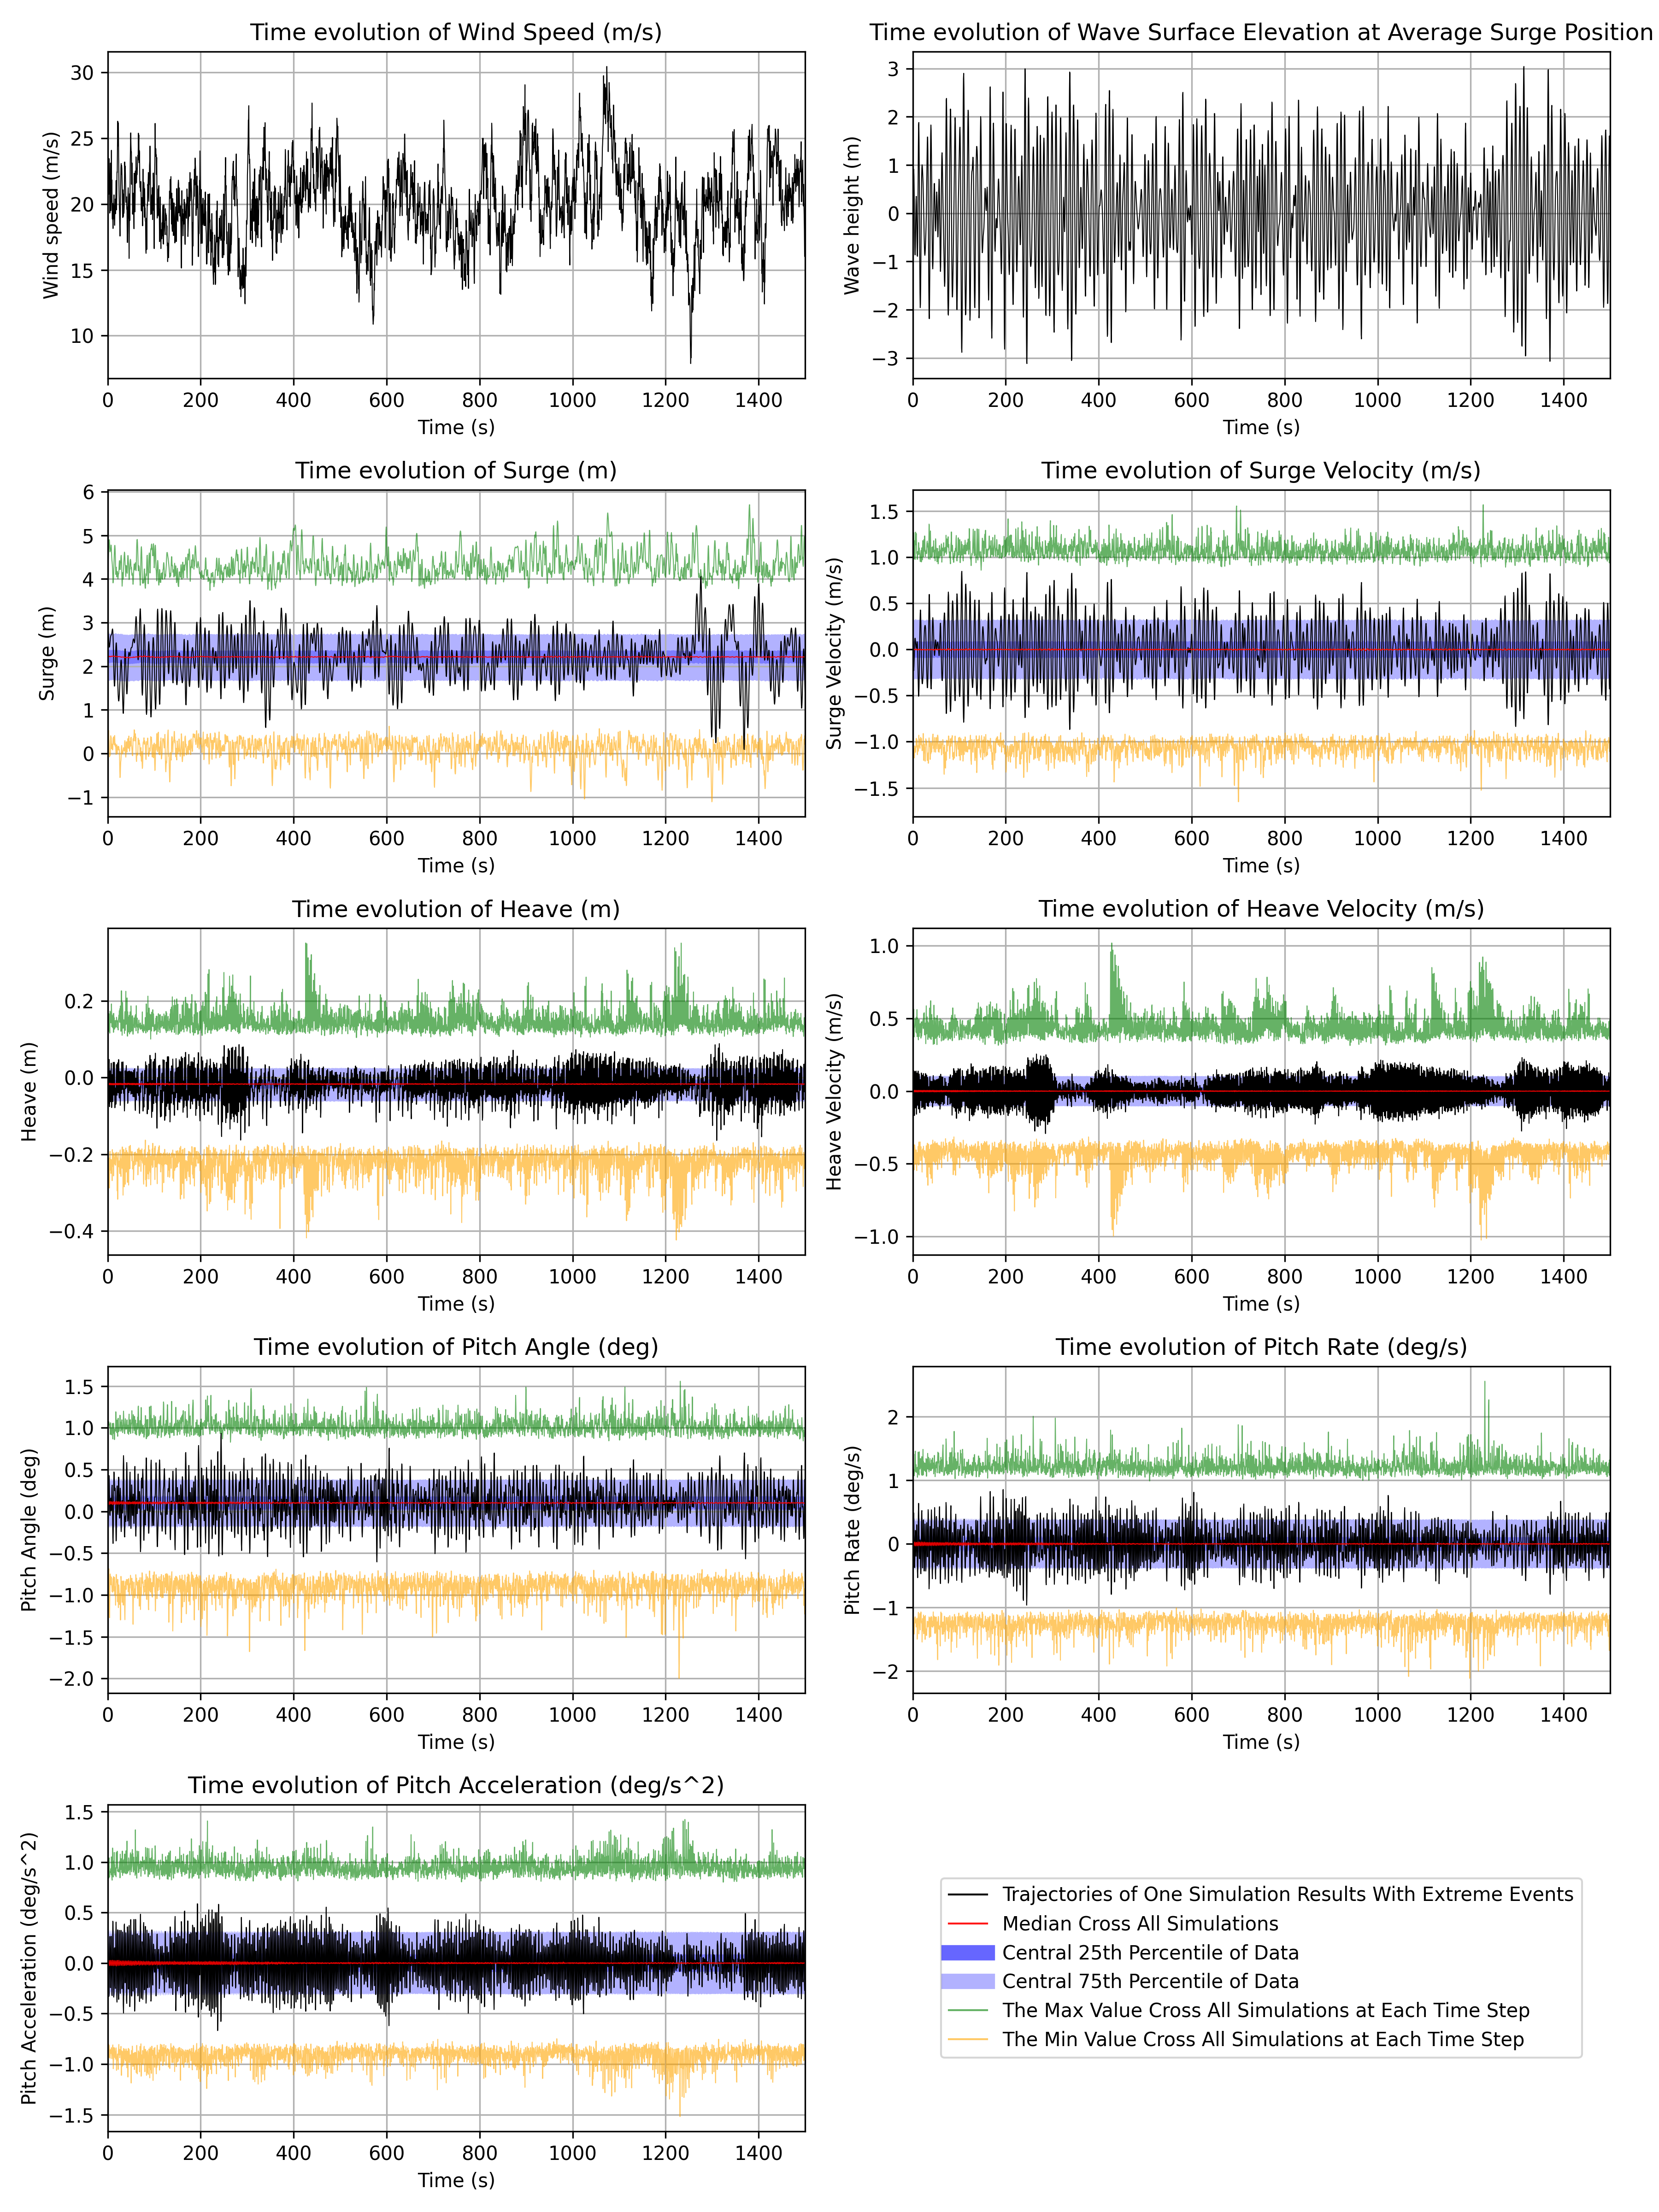 Time evolution of Wind Speed (m/s)
Wind speed (m/s)
30
25
20
15
10
0 200 400 600 800 1000 1200 1400
Time (s)
Time evolution of Wave Surface Elevation at Average Surge Position
Wave height (m)
3
2
1
0
−1
−2
−3
0 200 400 600 800 1000 1200 1400
Time (s)
Time evolution of Surge (m)
Surge (m)
6
5
4
3
2
1
0
−1
0 200 400 600 800 1000 1200 1400
Time (s)
Time evolution of Surge Velocity (m/s)
Surge Velocity (m/s)
1.5
1.0
0.5
0.0
−0.5
−1.0
−1.5
0 200 400 600 800 1000 1200 1400
Time (s)
Time evolution of Heave (m)
Heave (m)
0.2
0.0
−0.2
−0.4
0 200 400 600 800 1000 1200 1400
Time (s)
Time evolution of Heave Velocity (m/s)
Heave Velocity (m/s)
1.0
0.5
0.0
−0.5
−1.0
0 200 400 600 800 1000 1200 1400
Time (s)
Time evolution of Pitch Angle (deg)
Pitch Angle (deg)
1.5
1.0
0.5
0.0
−0.5
−1.0
−1.5
−2.0
0 200 400 600 800 1000 1200 1400
Time (s)
Time evolution of Pitch Rate (deg/s)
Pitch Rate (deg/s)
2
1
0
−1
−2
0 200 400 600 800 1000 1200 1400
Time (s)
Time evolution of Pitch Acceleration (deg/s^2)
Pitch Acceleration (deg/s^2)
1.5
1.0
0.5
0.0
−0.5
−1.0
−1.5
0 200 400 600 800 1000 1200 1400
Time (s)
Trajectories of One Simulation Results With Extreme Events
Median Cross All Simulations
Central 25th Percentile of Data
Central 75th Percentile of Data
The Max Value Cross All Simulations at Each Time Step
The Min Value Cross All Simulations at Each Time Step